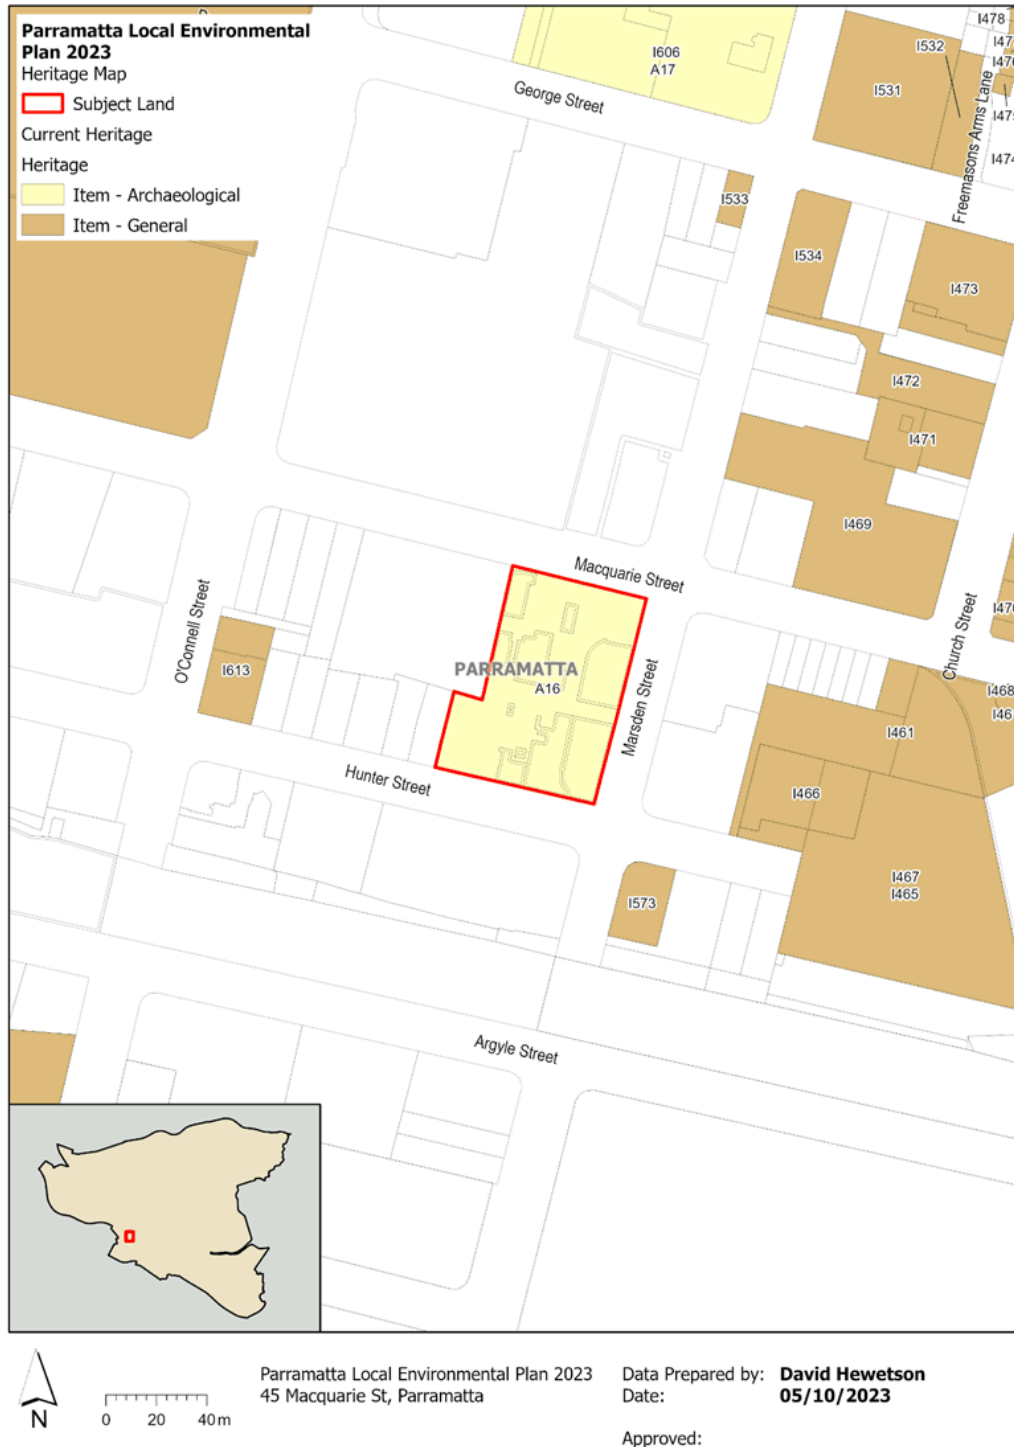 Parramatta Local Environmental
Plan 2023
Heritage Map
Subject Land
Current Heritage
Heritage
Item - Archaeological
Item - General
I606
A17
George Street
I531
I532
I478
Freemasons Arms Lane
I533
I534
I473
I472
I471
I469
Macquarie Street
O'Connell Street
I613
PARRAMATTA
A16
Marsden Street
Church Street
Hunter Street
I468
I461
I466
I467
I465
I573
Argyle Street
N
0 20 40 m
Parramatta Local Environmental Plan 2023
45 Macquarie St, Parramatta
Data Prepared by: David Hewetson
Date: 05/10/2023
Approved: